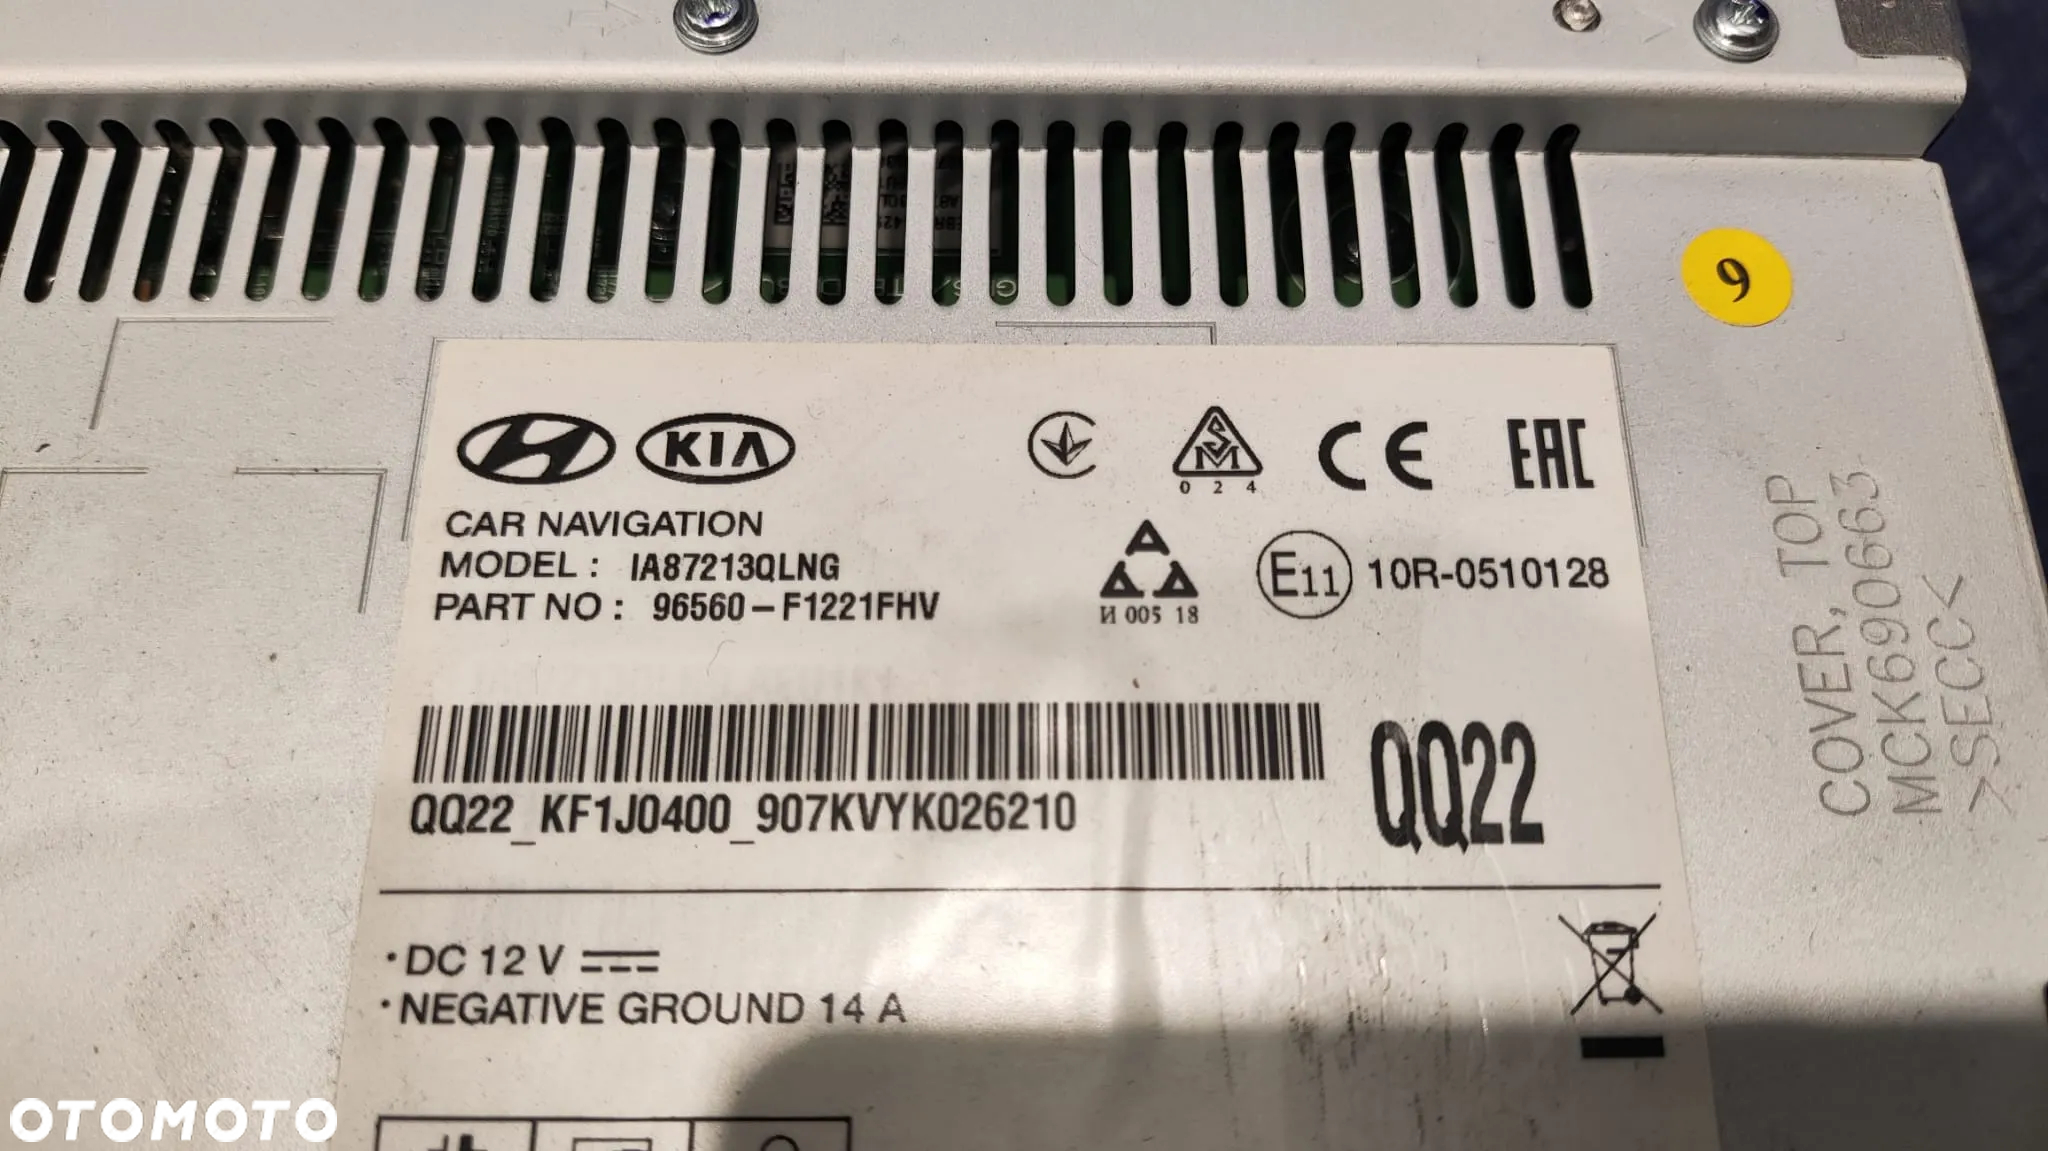 9
KIA
S
M
0 2 4
CE
EAC
CAR NAVIGATION
MODEL : IA87213QLNG
PART NO : 96560-F1221FHV
И 005 18
E11 10R-0510128
QQ22_KF1J0400_907KVYK026210
QQ22
· DC 12 V
· NEGATIVE GROUND 14 A
COVER, TOP
MCK690663
>SECC<
OTOMOTO